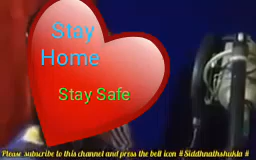 Stay
Home
Stay Safe
Please subscribe to this channel and press the bell icon #Siddhnathshukla #